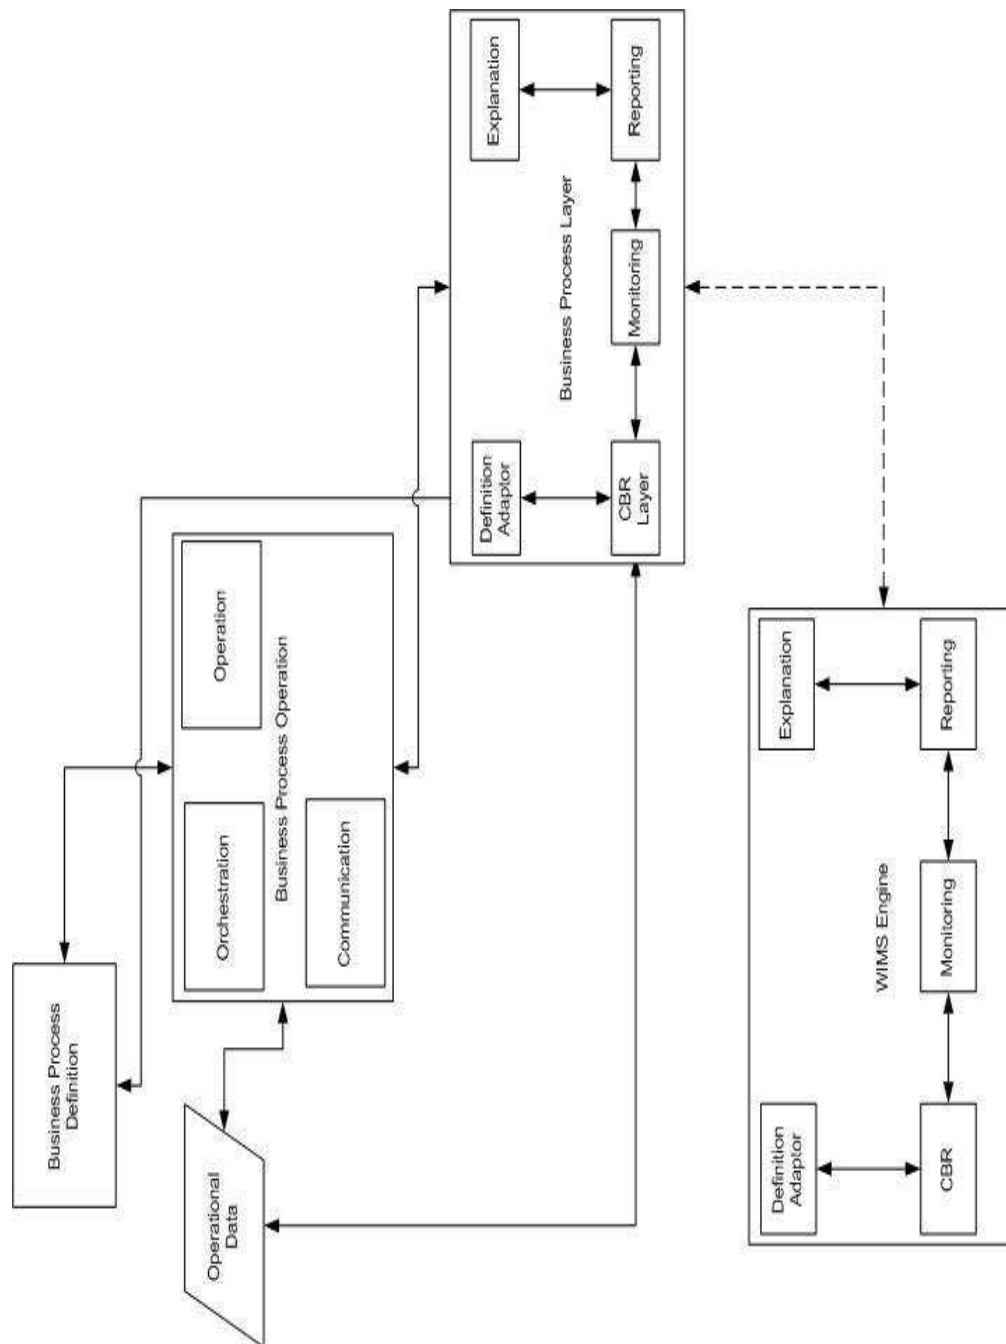 Business Process
Definition
Operational
Data
Orchestration
Operation
Business Process Operation
Communication
Definition
Adaptor
Explanation
Business Process Layer
CBR
Layer
Monitoring
Reporting
Definition
Adaptor
Explanation
WIMS Engine
CBR
Monitoring
Reporting